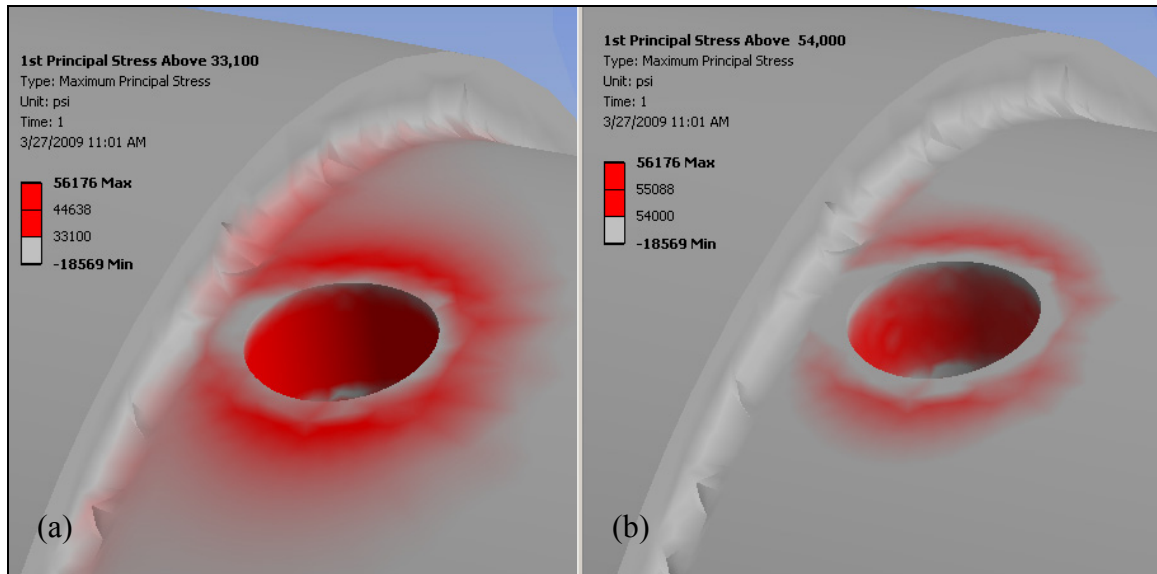 1st Principal Stress Above 33,100
Type: Maximum Principal Stress
Unit: psi
Time: 1
3/27/2009 11:01 AM
56176 Max
44638
33100
-18569 Min
(a)
1st Principal Stress Above  54,000
Type: Maximum Principal Stress
Unit: psi
Time: 1
3/27/2009 11:01 AM
56176 Max
55088
54000
-18569 Min
(b)